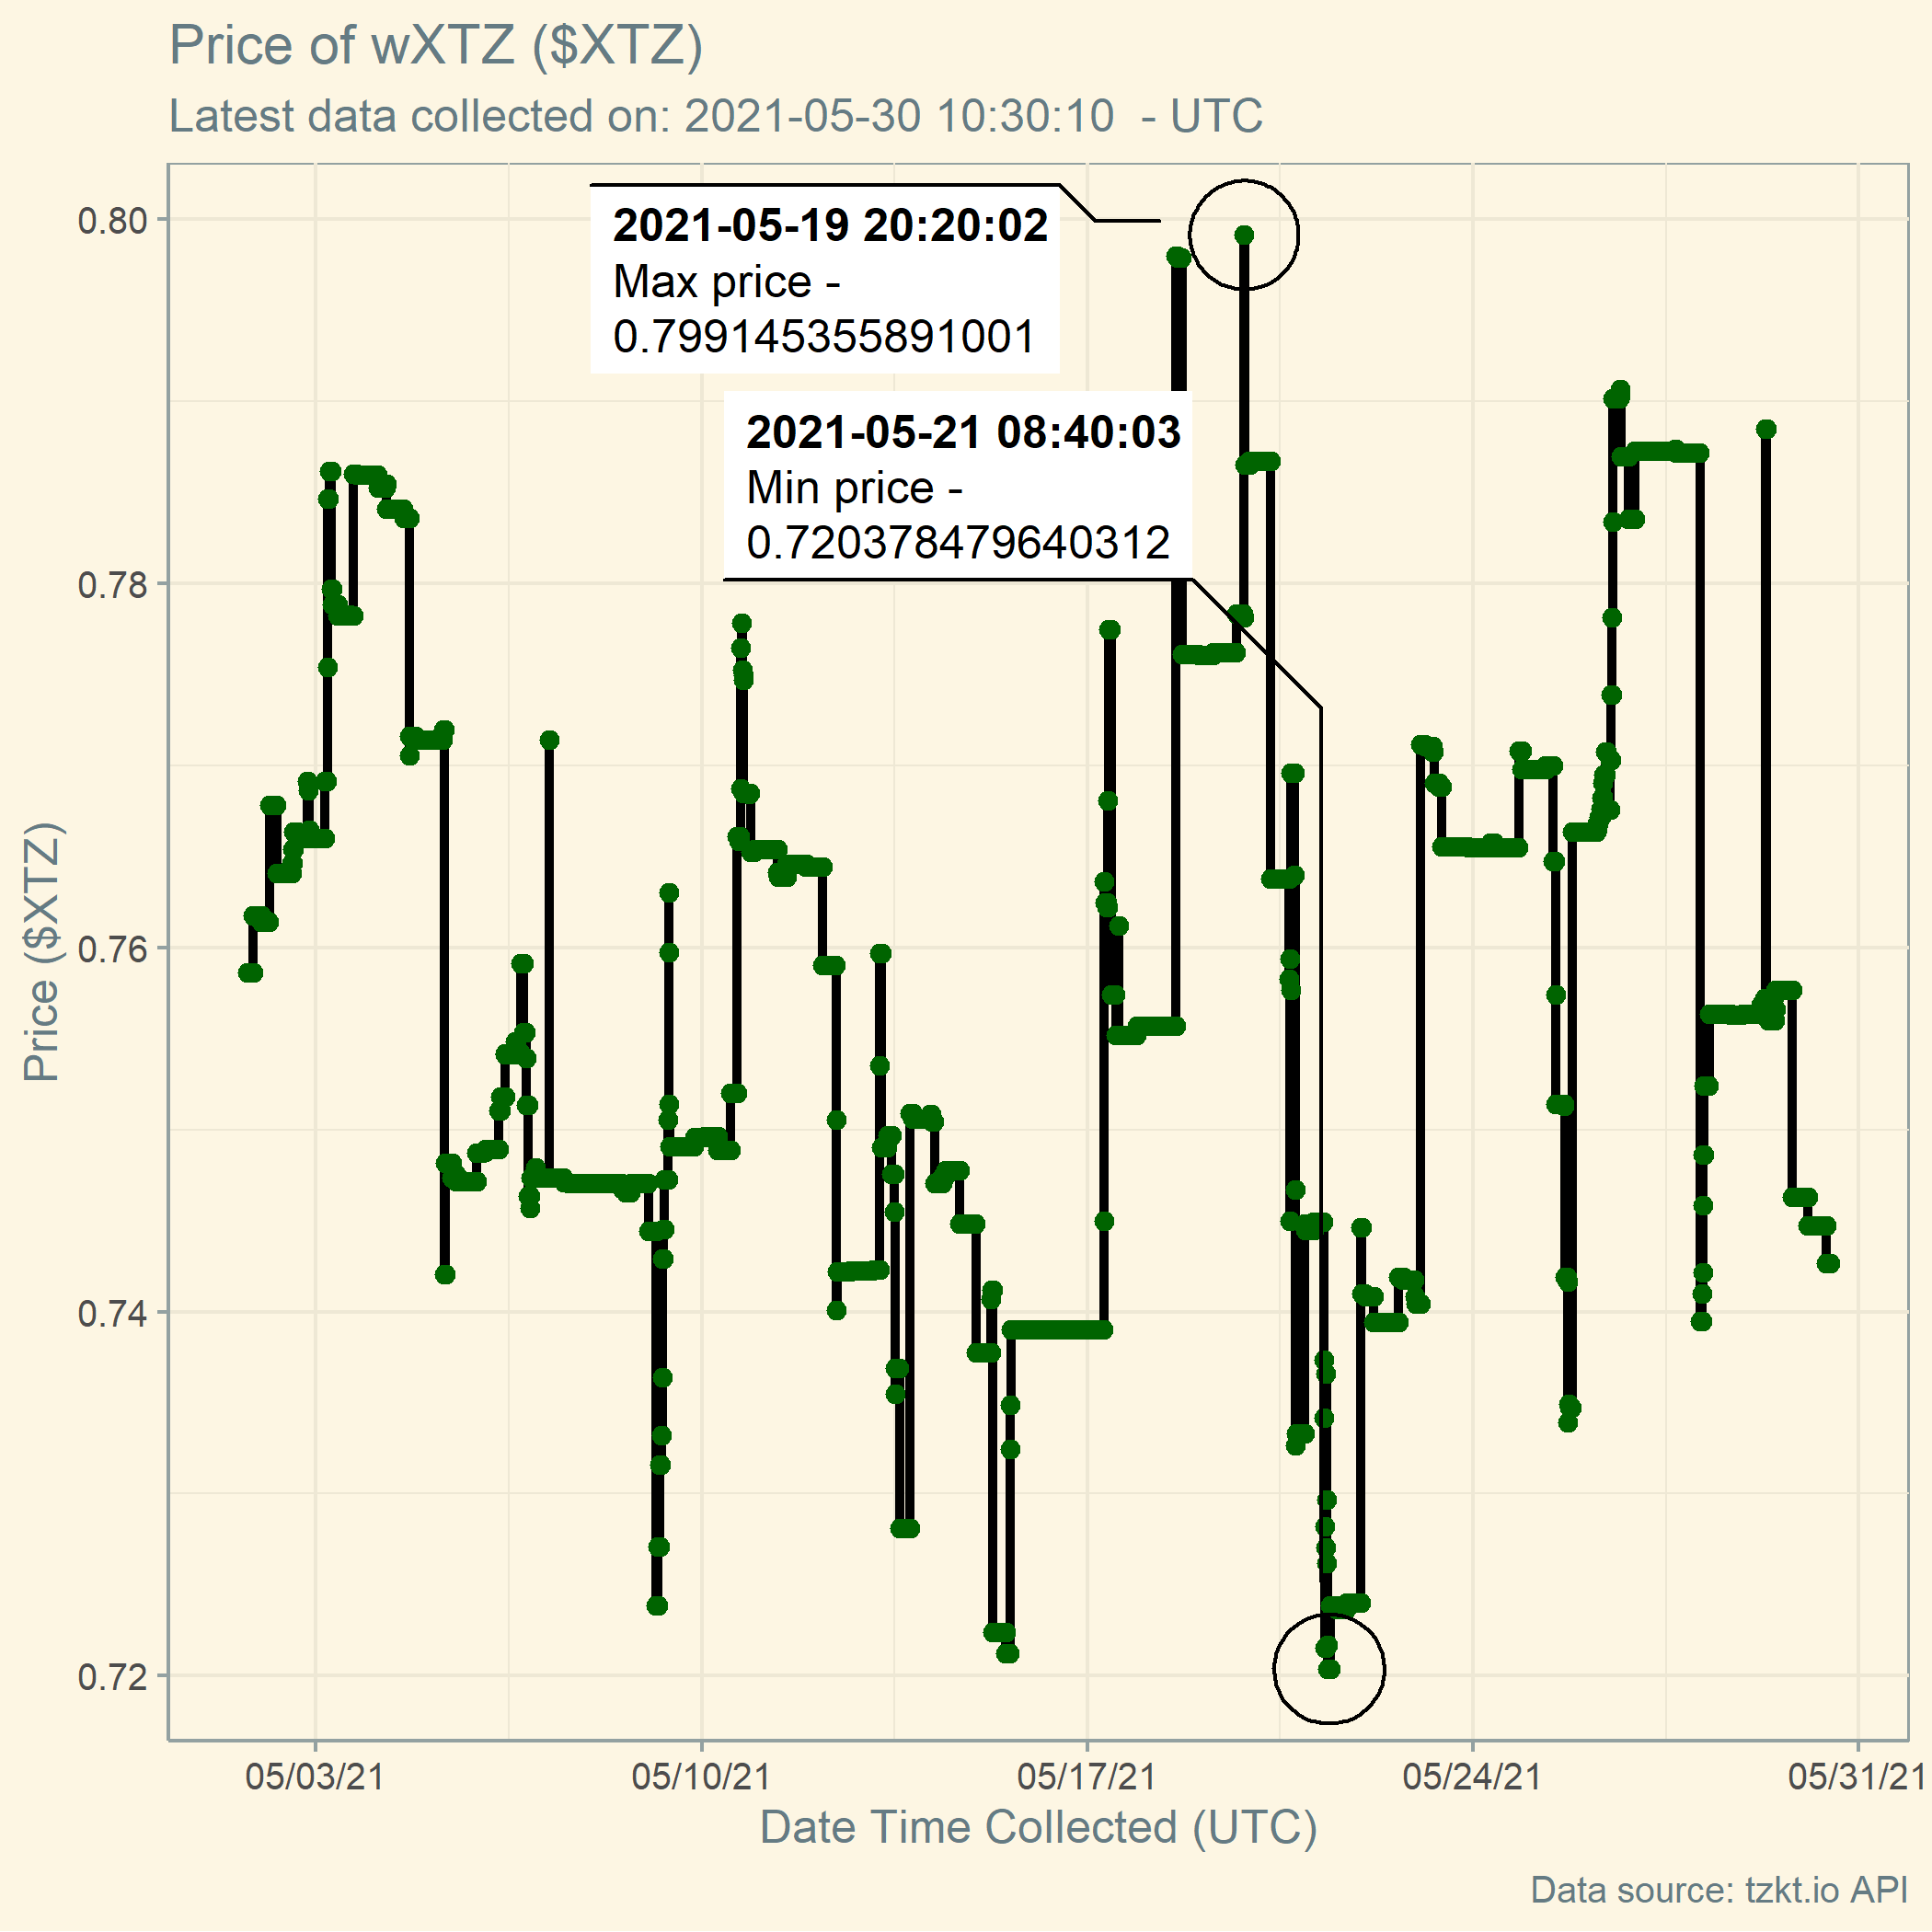 Price of wXTZ ($XTZ)
Latest data collected on: 2021-05-30 10:30:10  - UTC
2021-05-19 20:20:02
Max price -
0.799145355891001
2021-05-21 08:40:03
Min price -
0.720378479640312
Price ($XTZ)
0.80
0.78
0.76
0.74
0.72
05/03/21
05/10/21
05/17/21
05/24/21
05/31/21
Date Time Collected (UTC)
Data source: tzkt.io API